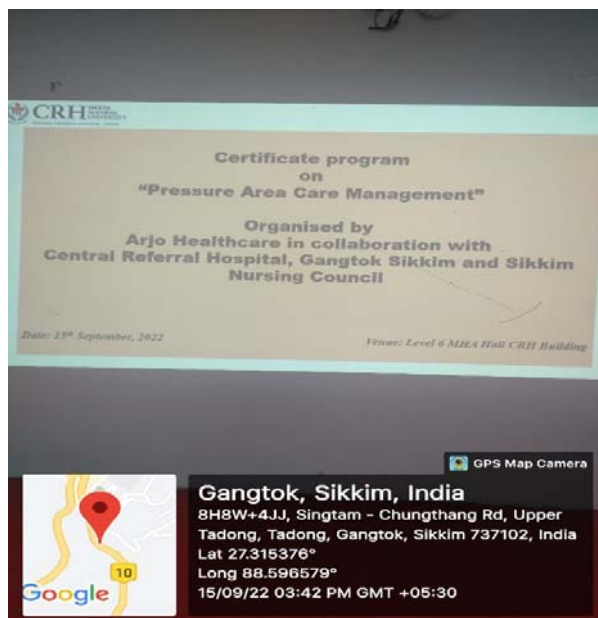 CRH
Certificate program
on
“Pressure Area Care Management”
Organised by
Arjo Healthcare in collaboration with
Central Referral Hospital, Gangtok Sikkim and Sikkim
Nursing Council
Date: 15th September, 2022
Venue: Level 6 MHA Hall CRH Building
GPS Map Camera
Gangtok, Sikkim, India
8H8W+4JJ, Singtam - Chungthang Rd, Upper
Tadong, Tadong, Gangtok, Sikkim 737102, India
Lat 27.315376°
Long 88.596579°
15/09/22 03:42 PM GMT +05:30
10
Google